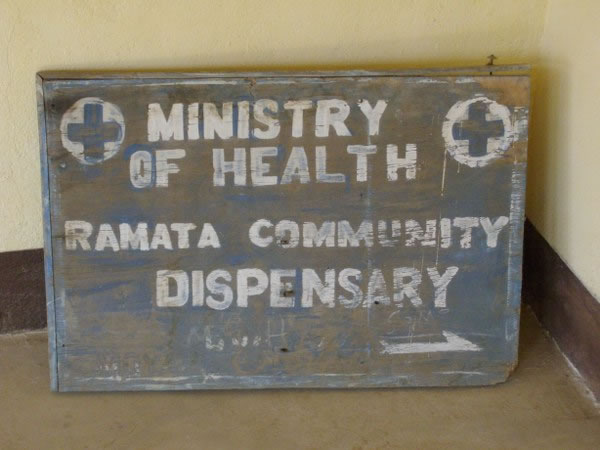 MINISTRY
OF HEALTH
RAMATA COMMUNITY
DISPENSARY